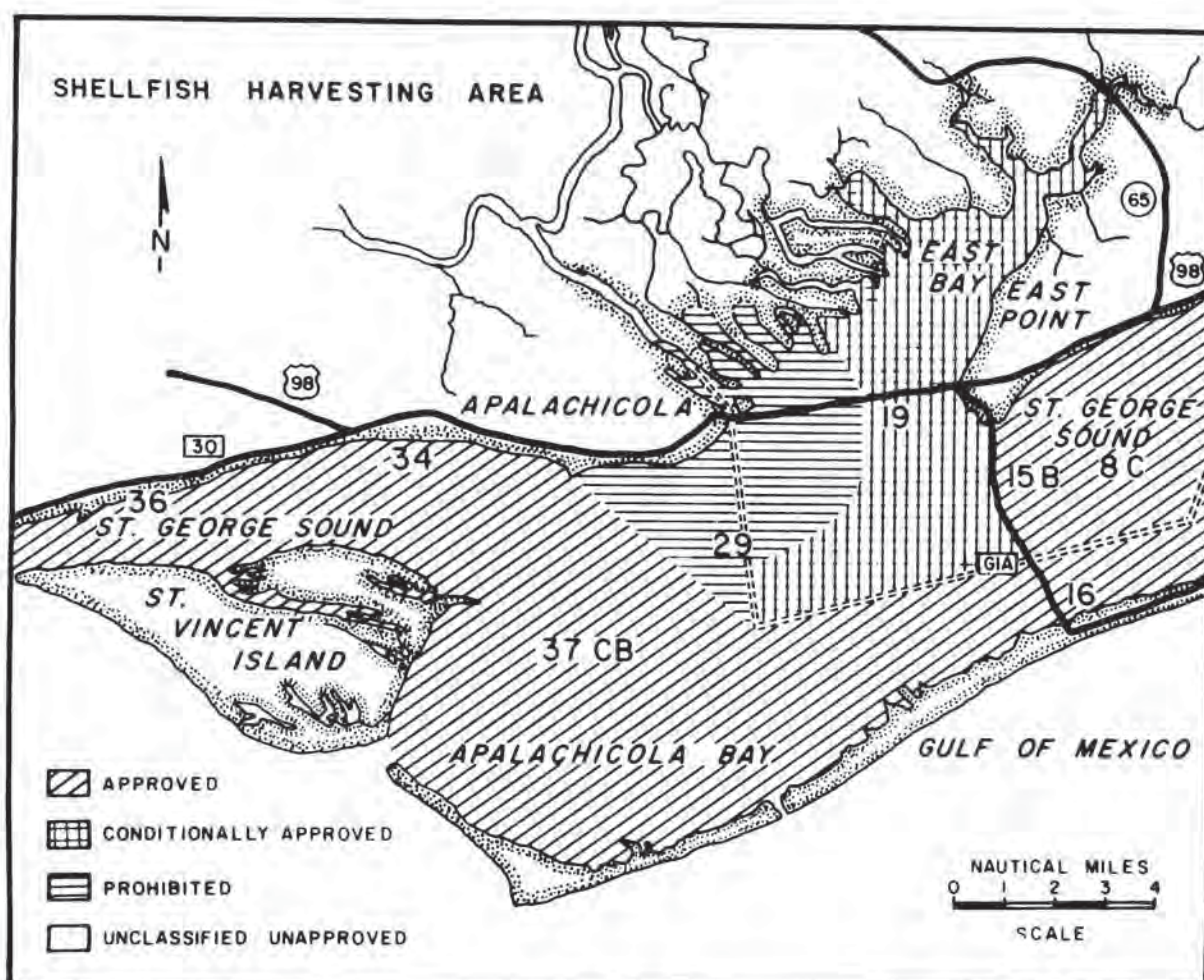 SHELLFISH HARVESTING AREA
N
65
98
EAST
BAY
EAST
POINT
98
APALACHICOLA
19
ST. GEORGE
SOUND
8 C
30
34
15 B
36
ST. GEORGE SOUND
29
G1A
ST.
VINCENT
ISLAND
16
37 CB
APALACHICOLA BAY
GULF OF MEXICO
APPROVED
CONDITIONALLY APPROVED
PROHIBITED
UNCLASSIFIED UNAPPROVED
NAUTICAL MILES
0 1 2 3 4
SCALE